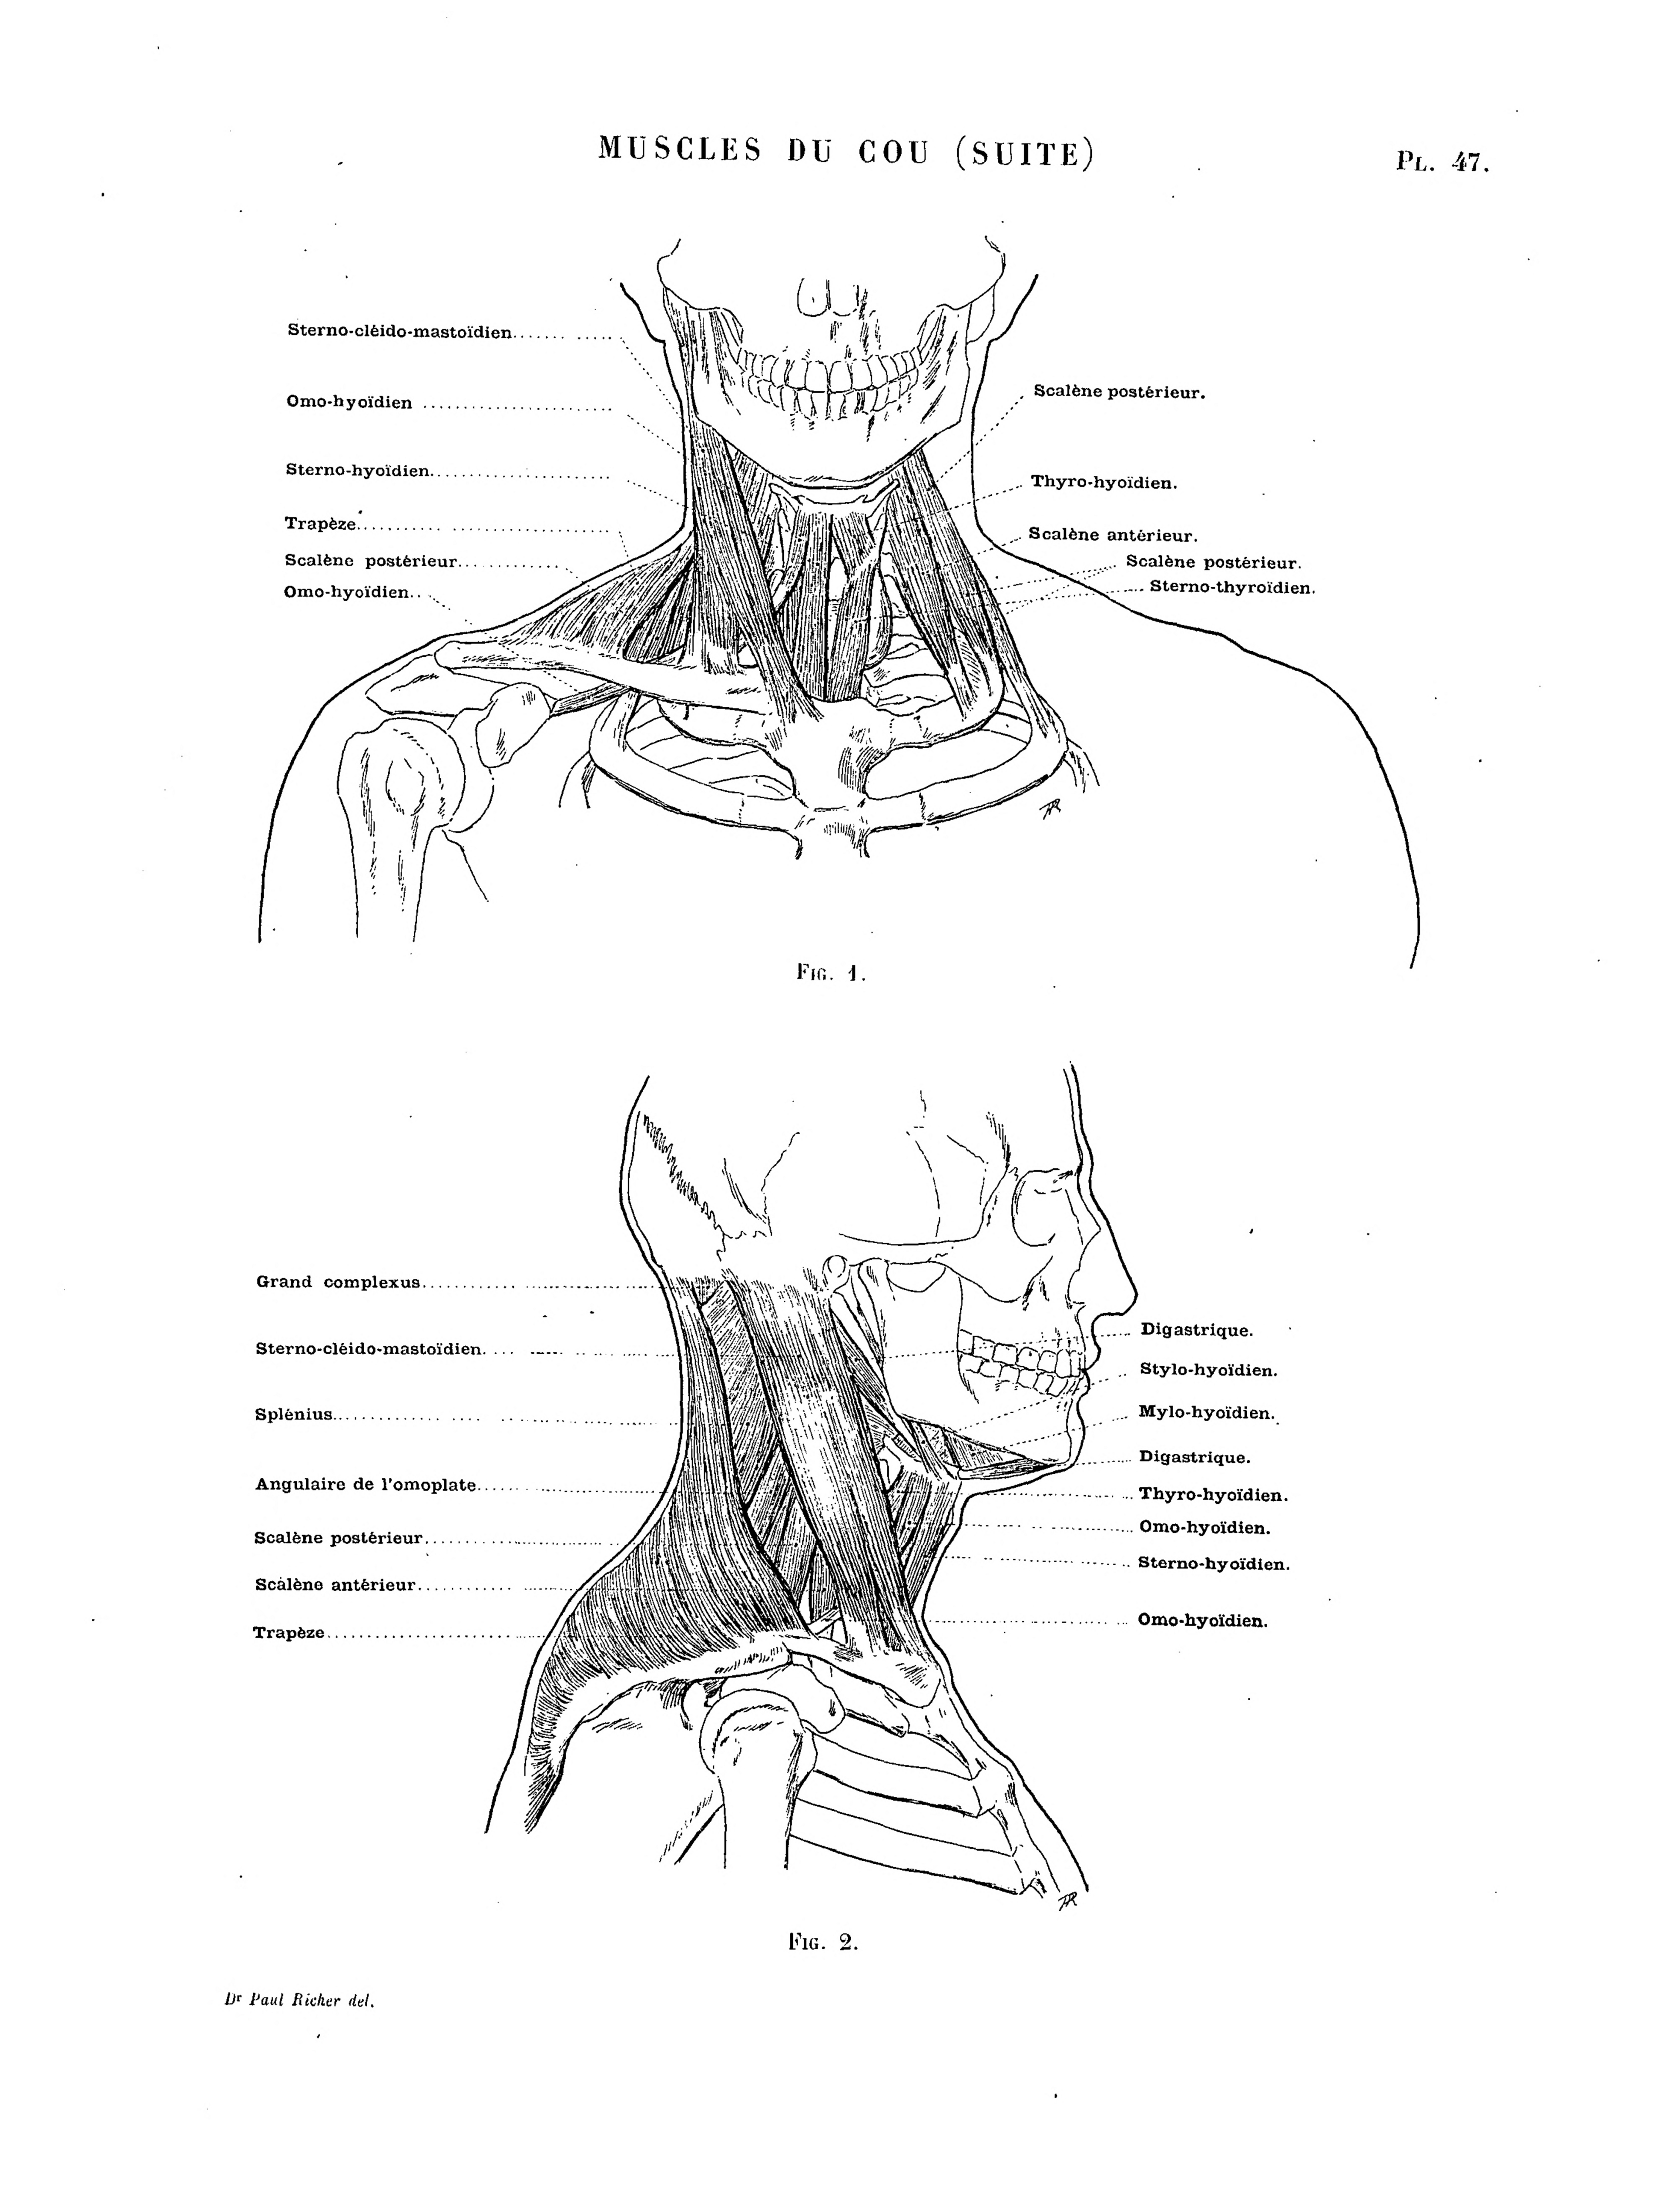 MUSCLES DU COU (SUITE)
PL. 47.
Sterno-cléido-mastoïdien
Omo-hyoïdien
Sterno-hyoïdien
Trapèze
Scalène postérieur
Omo-hyoïdien
Scalène postérieur.
Thyro-hyoïdien.
Scalène antérieur.
Scalène postérieur.
Sterno-thyroïdien.
FIG. 1.
Grand complexus
Sterno-cléido-mastoïdien
Splénius
Angulaire de l'omoplate
Scalène postérieur
Scalène antérieur
Trapèze
Digastrique.
Stylo-hyoïdien.
Mylo-hyoïdien.
Digastrique.
Thyro-hyoïdien.
Omo-hyoïdien.
Sterno-hyoïdien.
Omo-hyoïdien.
FIG. 2.
Dr Paul Richer del.